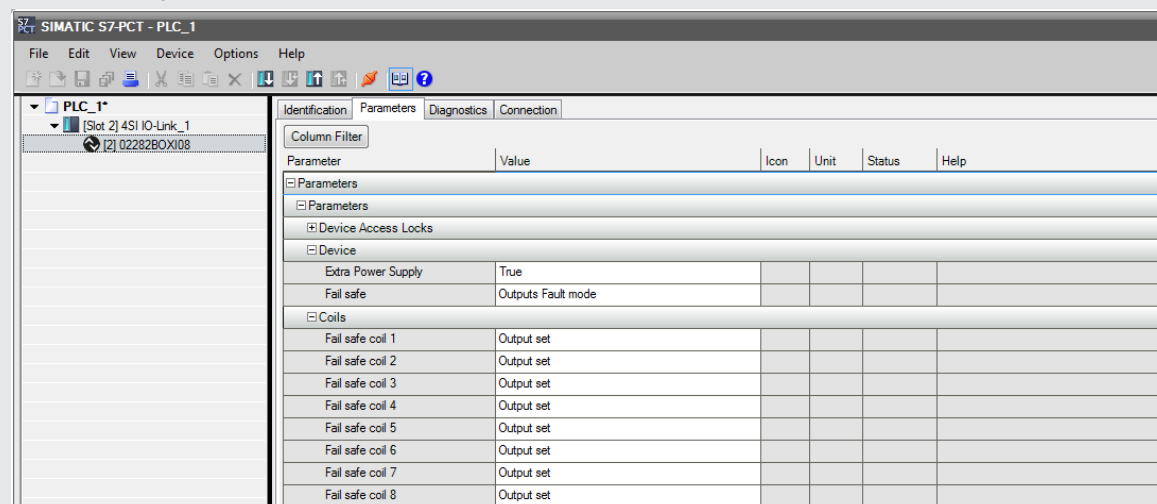 S7 PCT SIMATIC S7-PCT - PLC_1
File Edit View Device Options Help
PLC_1*
[Slot 2] 4SI IO-Link_1
[2] 02282BOXI08
Identification Parameters Diagnostics Connection
Column Filter
Parameter Value Icon Unit Status Help
Parameters
Parameters
Device Access Locks
Device
Extra Power Supply True
Fail safe Outputs Fault mode
Coils
Fail safe coil 1 Output set
Fail safe coil 2 Output set
Fail safe coil 3 Output set
Fail safe coil 4 Output set
Fail safe coil 5 Output set
Fail safe coil 6 Output set
Fail safe coil 7 Output set
Fail safe coil 8 Output set